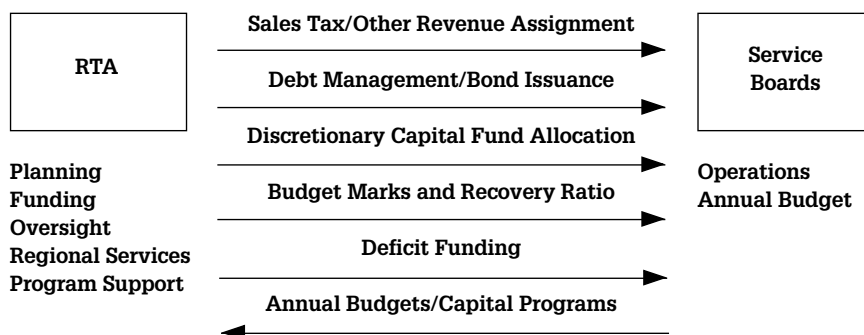 RTA
Sales Tax/Other Revenue Assignment
Debt Management/Bond Issuance
Discretionary Capital Fund Allocation
Budget Marks and Recovery Ratio
Deficit Funding
Annual Budgets/Capital Programs
Service
Boards
Planning
Funding
Oversight
Regional Services
Program Support
Operations
Annual Budget